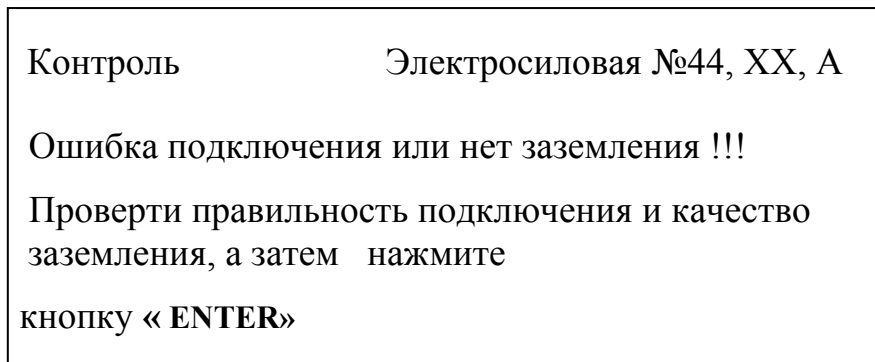 Контроль Электросиловая №44, ХХ, А
Ошибка подключения или нет заземления !!!
Проверти правильность подключения и качество
заземления, а затем нажмите
кнопку « ENTER»